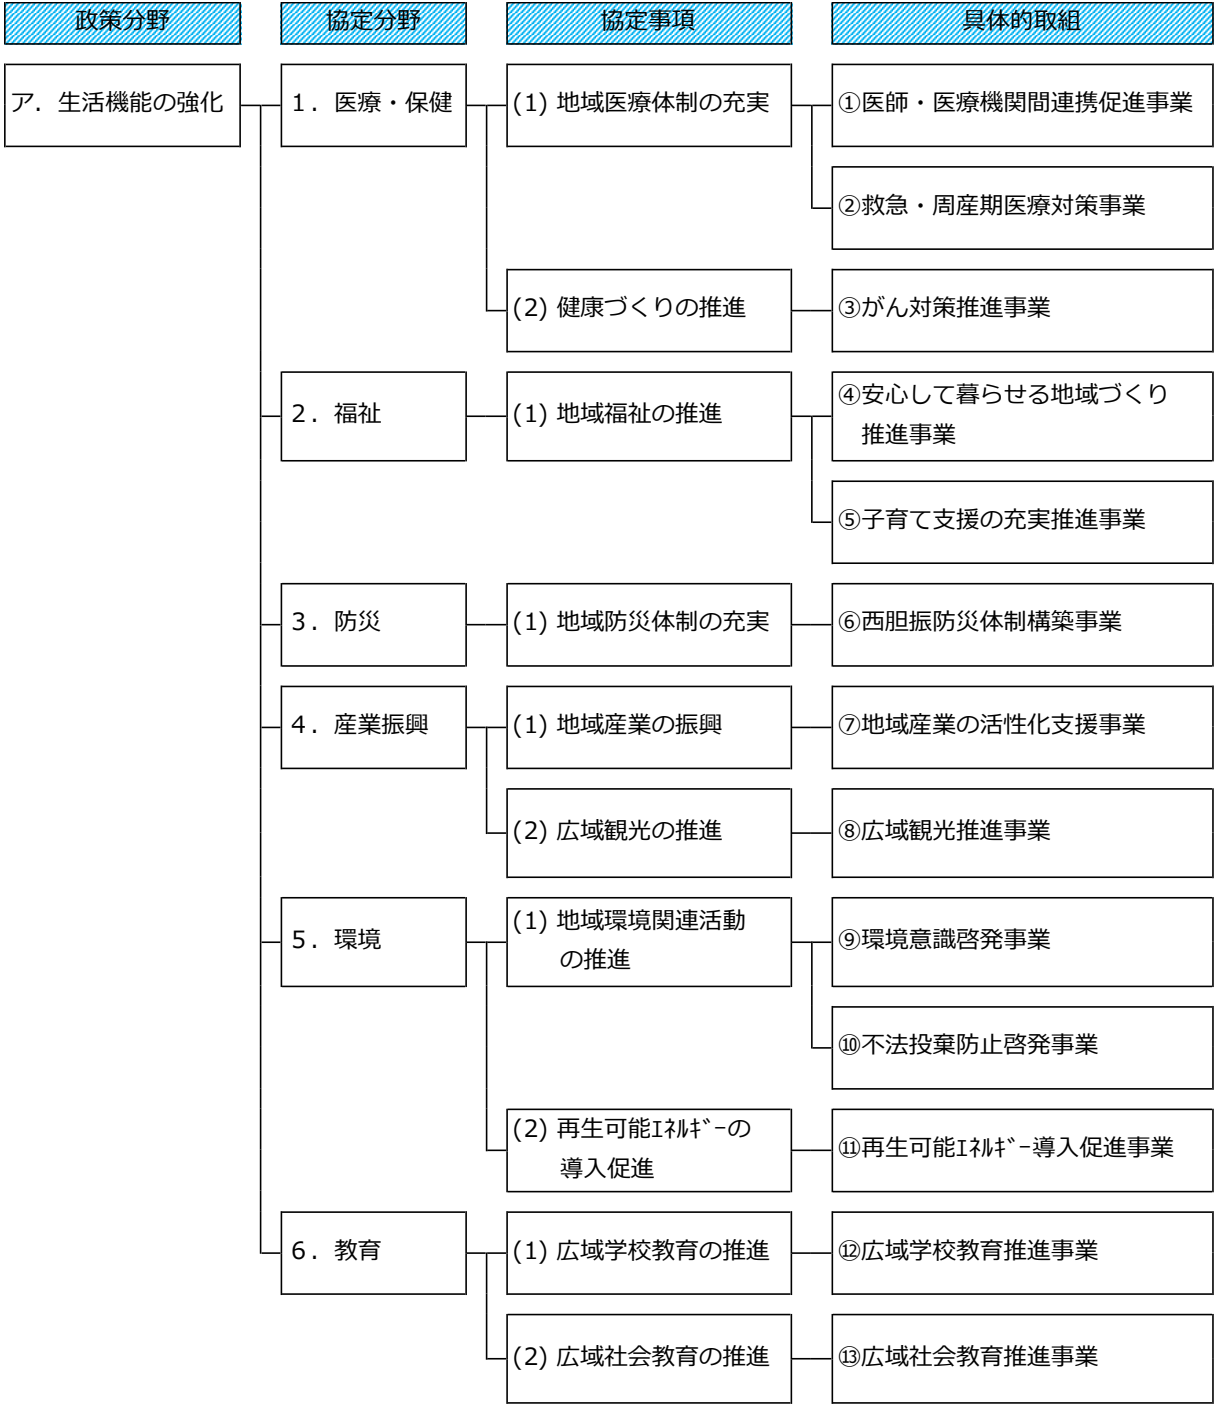 政策分野
協定分野
協定事項
具体的取組
ア．生活機能の強化
１．医療・保健
(1) 地域医療体制の充実
①医師・医療機関間連携促進事業
②救急・周産期医療対策事業
(2) 健康づくりの推進
③がん対策推進事業
２．福祉
(1) 地域福祉の推進
④安心して暮らせる地域づくり
推進事業
⑤子育て支援の充実推進事業
３．防災
(1) 地域防災体制の充実
⑥西胆振防災体制構築事業
４．産業振興
(1) 地域産業の振興
⑦地域産業の活性化支援事業
(2) 広域観光の推進
⑧広域観光推進事業
５．環境
(1) 地域環境関連活動
の推進
⑨環境意識啓発事業
⑩不法投棄防止啓発事業
(2) 再生可能ｴﾈﾙｷﾞｰの
導入促進
⑪再生可能ｴﾈﾙｷﾞｰ導入促進事業
６．教育
(1) 広域学校教育の推進
⑫広域学校教育推進事業
(2) 広域社会教育の推進
⑬広域社会教育推進事業